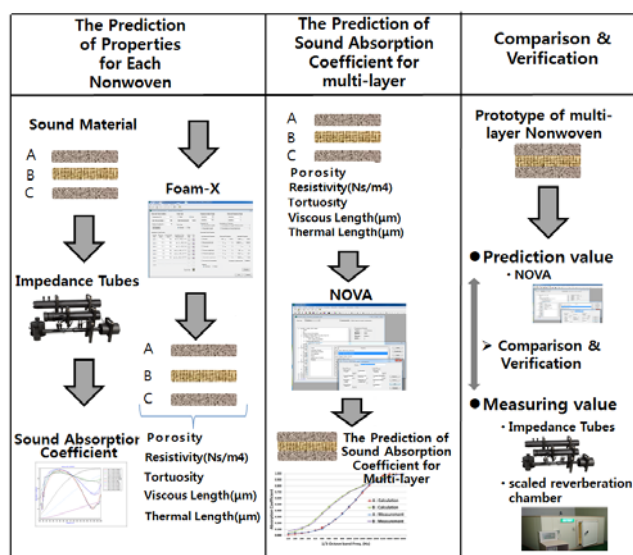 The Prediction
of Properties
for Each
Nonwoven
Sound Material
A
B
C
Impedance Tubes
Sound Absorption
Coefficient
Foam-X
A
B
C
Porosity
Resistivity(Ns/m4)
Tortuosity
Viscous Length(μm)
Thermal Length(μm)
The Prediction of
Sound Absorption
Coefficient for
multi-layer
A
B
C
Porosity
Resistivity(Ns/m4)
Tortuosity
Viscous Length(μm)
Thermal Length(μm)
NOVA
The Prediction of
Sound Absorption
Coefficient for
Multi-layer
Comparison &
Verification
Prototype of multi-
layer Nonwoven
●Prediction value
・NOVA
➢ Comparison &
Verification
●Measuring value
・Impedance Tubes
・scaled reverberation
chamber